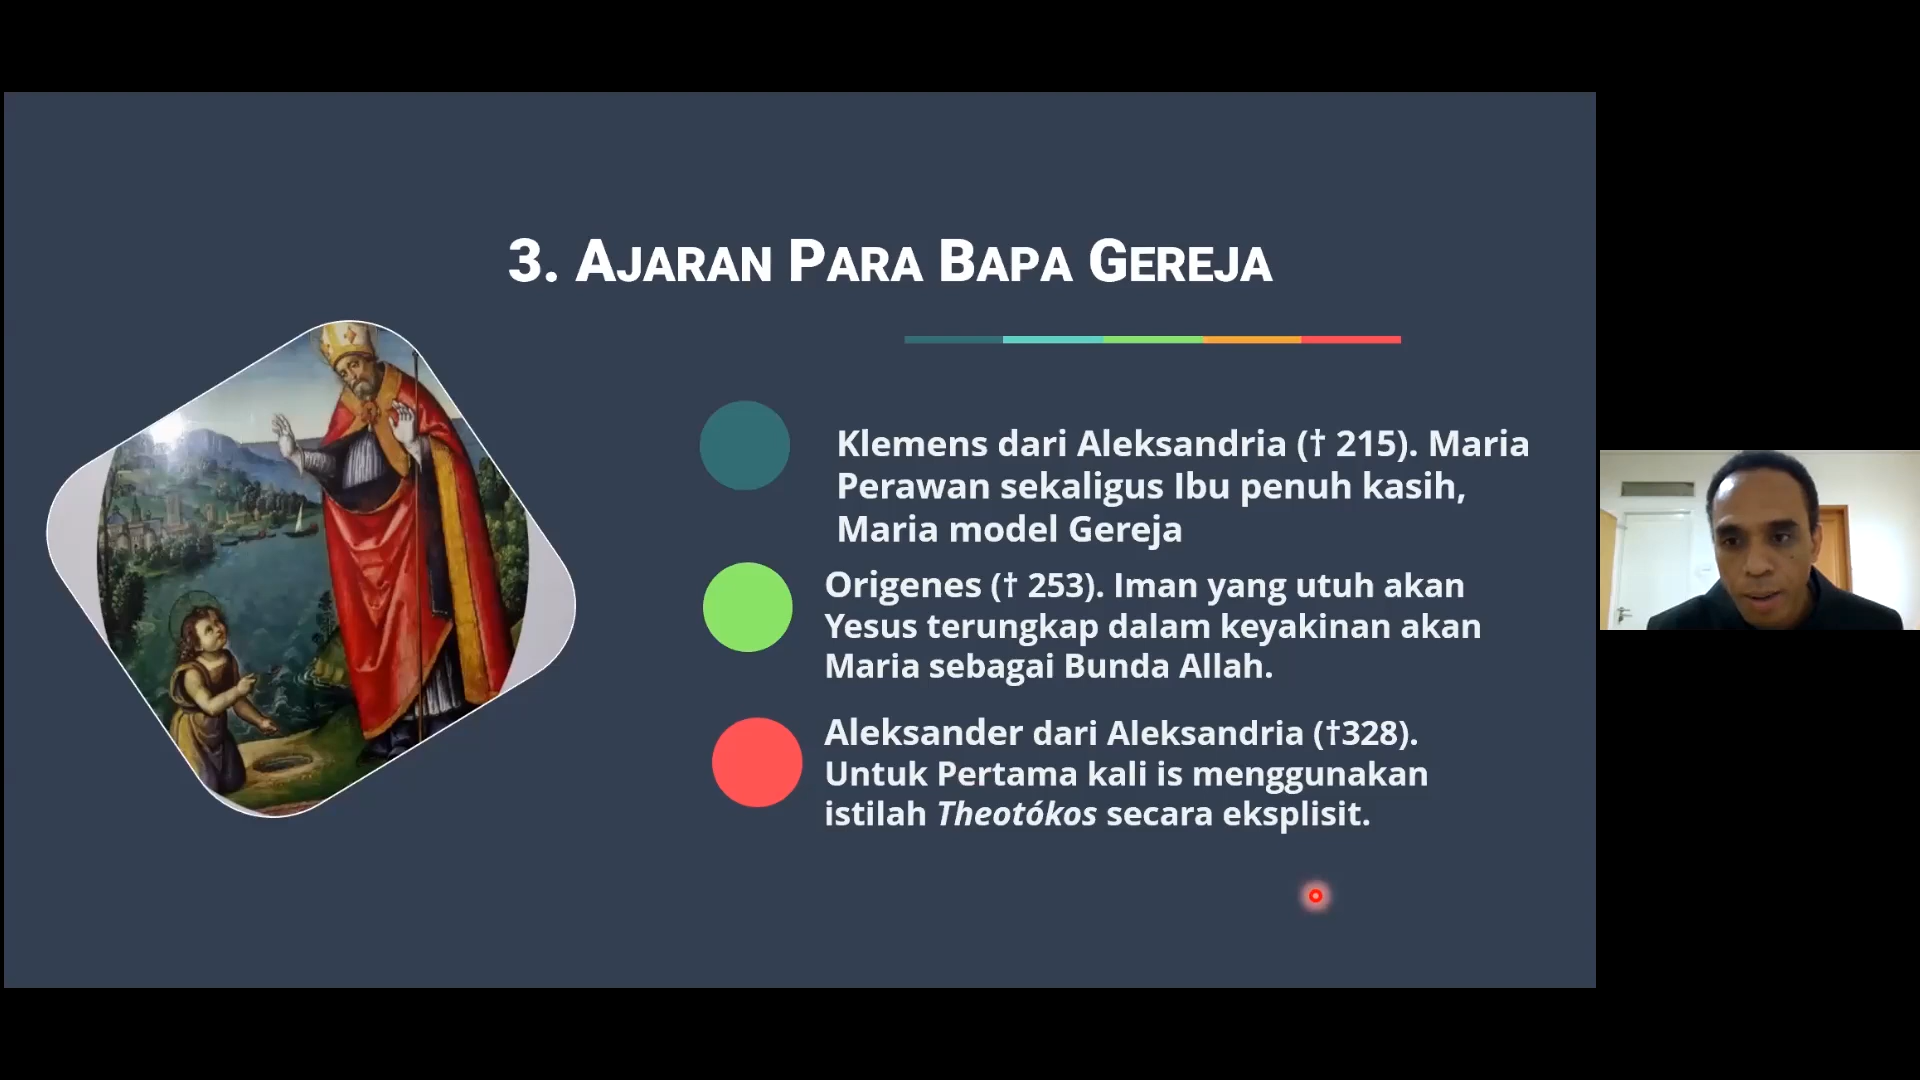 3. AJARAN PARA BAPA GEREJA
Klemens dari Aleksandria († 215). Maria
Perawan sekaligus Ibu penuh kasih,
Maria model Gereja
Origenes († 253). Iman yang utuh akan
Yesus terungkap dalam keyakinan akan
Maria sebagai Bunda Allah.
Aleksander dari Aleksandria (†328).
Untuk Pertama kali is menggunakan
istilah Theotókos secara eksplisit.